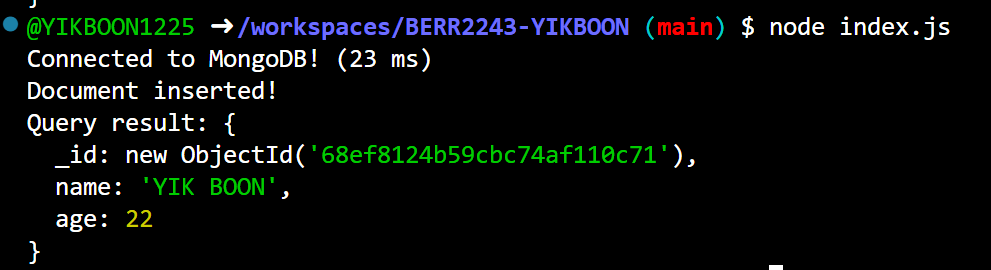 }
@YIKBOON1225 ➜/workspaces/BERR2243-YIKBOON (main) $ node index.js
Connected to MongoDB! (23 ms)
Document inserted!
Query result: {
  _id: new ObjectId('68ef8124b59cbc74af110c71'),
  name: 'YIK BOON',
  age: 22
}